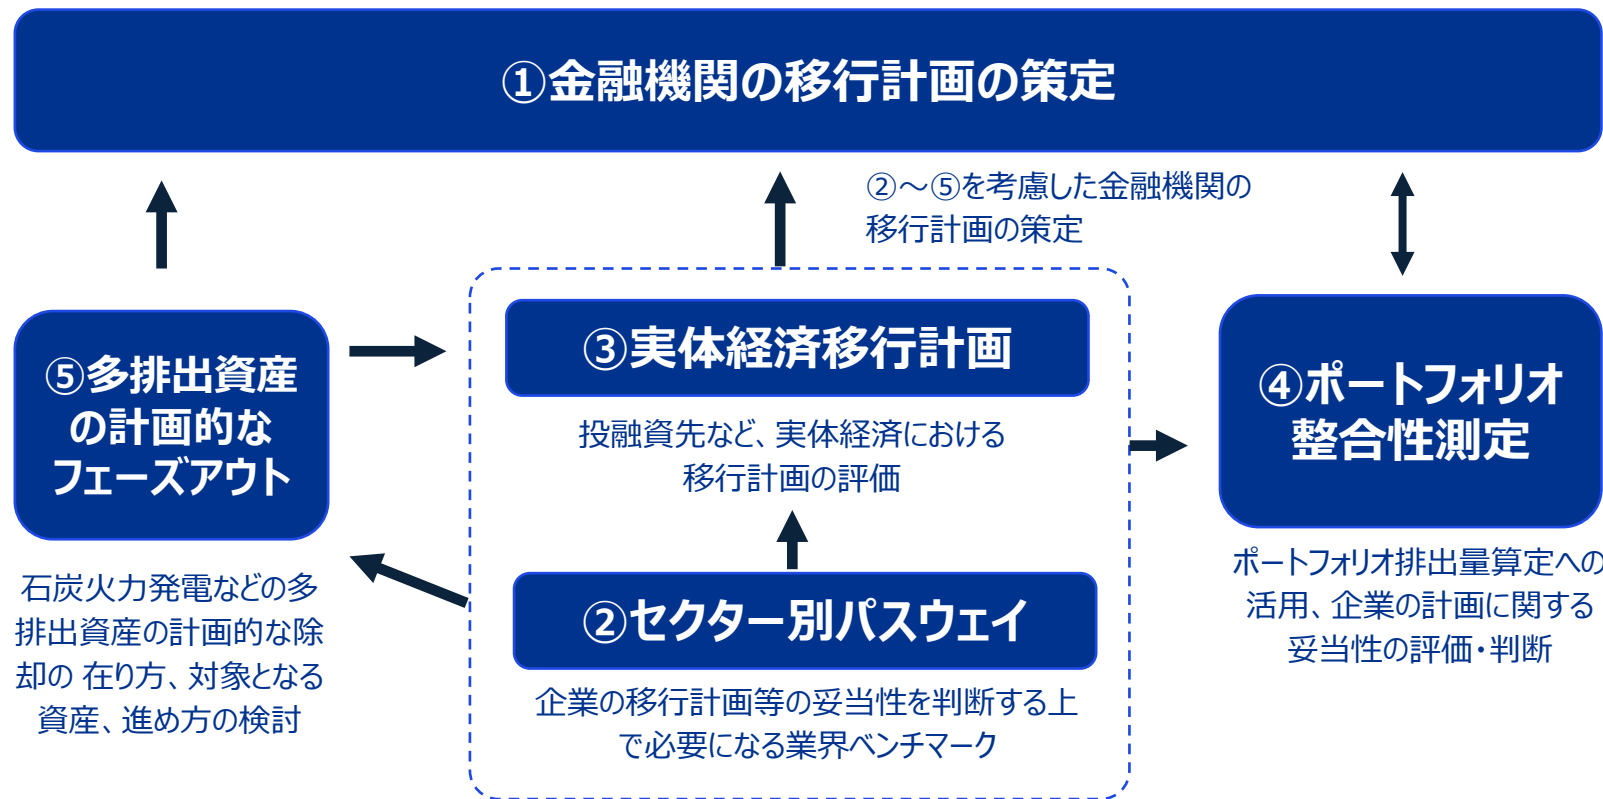 ①金融機関の移行計画の策定
②～⑤を考慮した金融機関の
移行計画の策定
⑤多排出資産
の計画的な
フェーズアウト
石炭火力発電などの多
排出資産の計画的な除
却の 在り方、対象となる
資産、進め方の検討
③実体経済移行計画
投融資先など、実体経済における
移行計画の評価
②セクター別パスウェイ
企業の移行計画等の妥当性を判断する上
で必要になる業界ベンチマーク
④ポートフォリオ
整合性測定
ポートフォリオ排出量算定への
活用、企業の計画に関する
妥当性の評価・判断